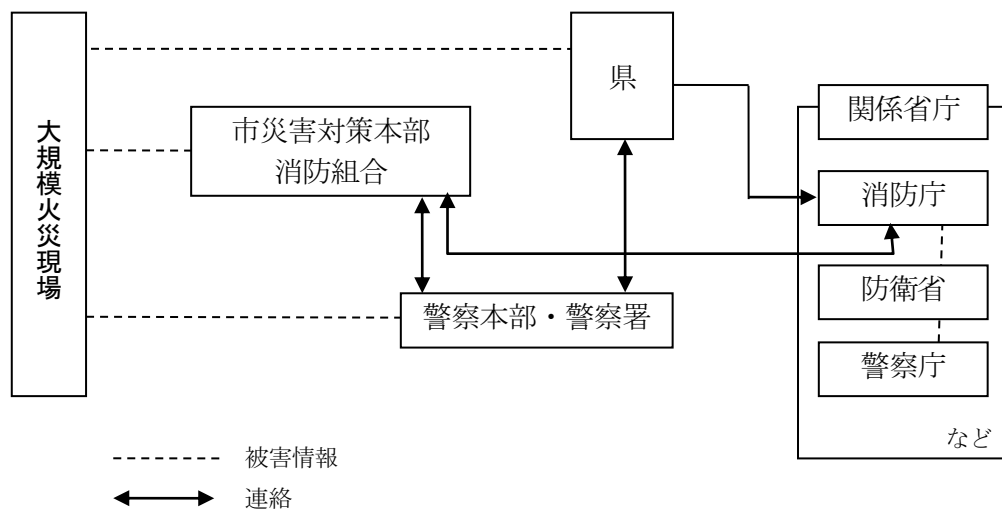 大規模火災現場
県
市災害対策本部
消防組合
警察本部・警察署
関係省庁
消防庁
防衛省
警察庁
など
被害情報
連絡